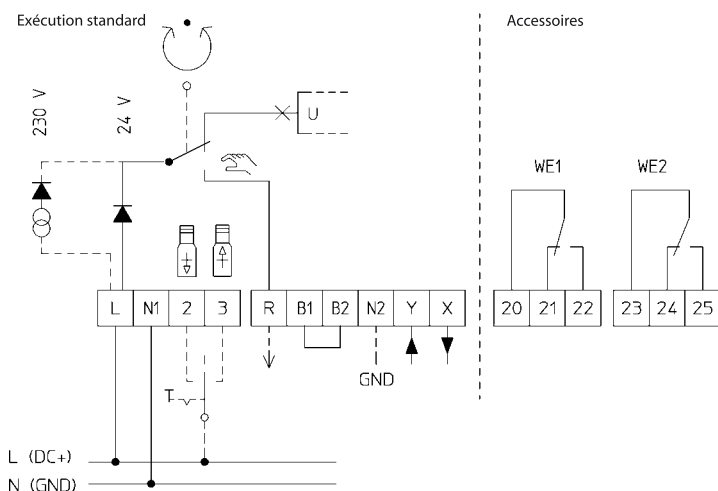 Exécution standard
Accessoires
230 V
24 V
U
WE1
WE2
L N1 2 3
R B1 B2 N2 Y X
20 21 22
23 24 25
GND
T
L (DC+)
N (GND)